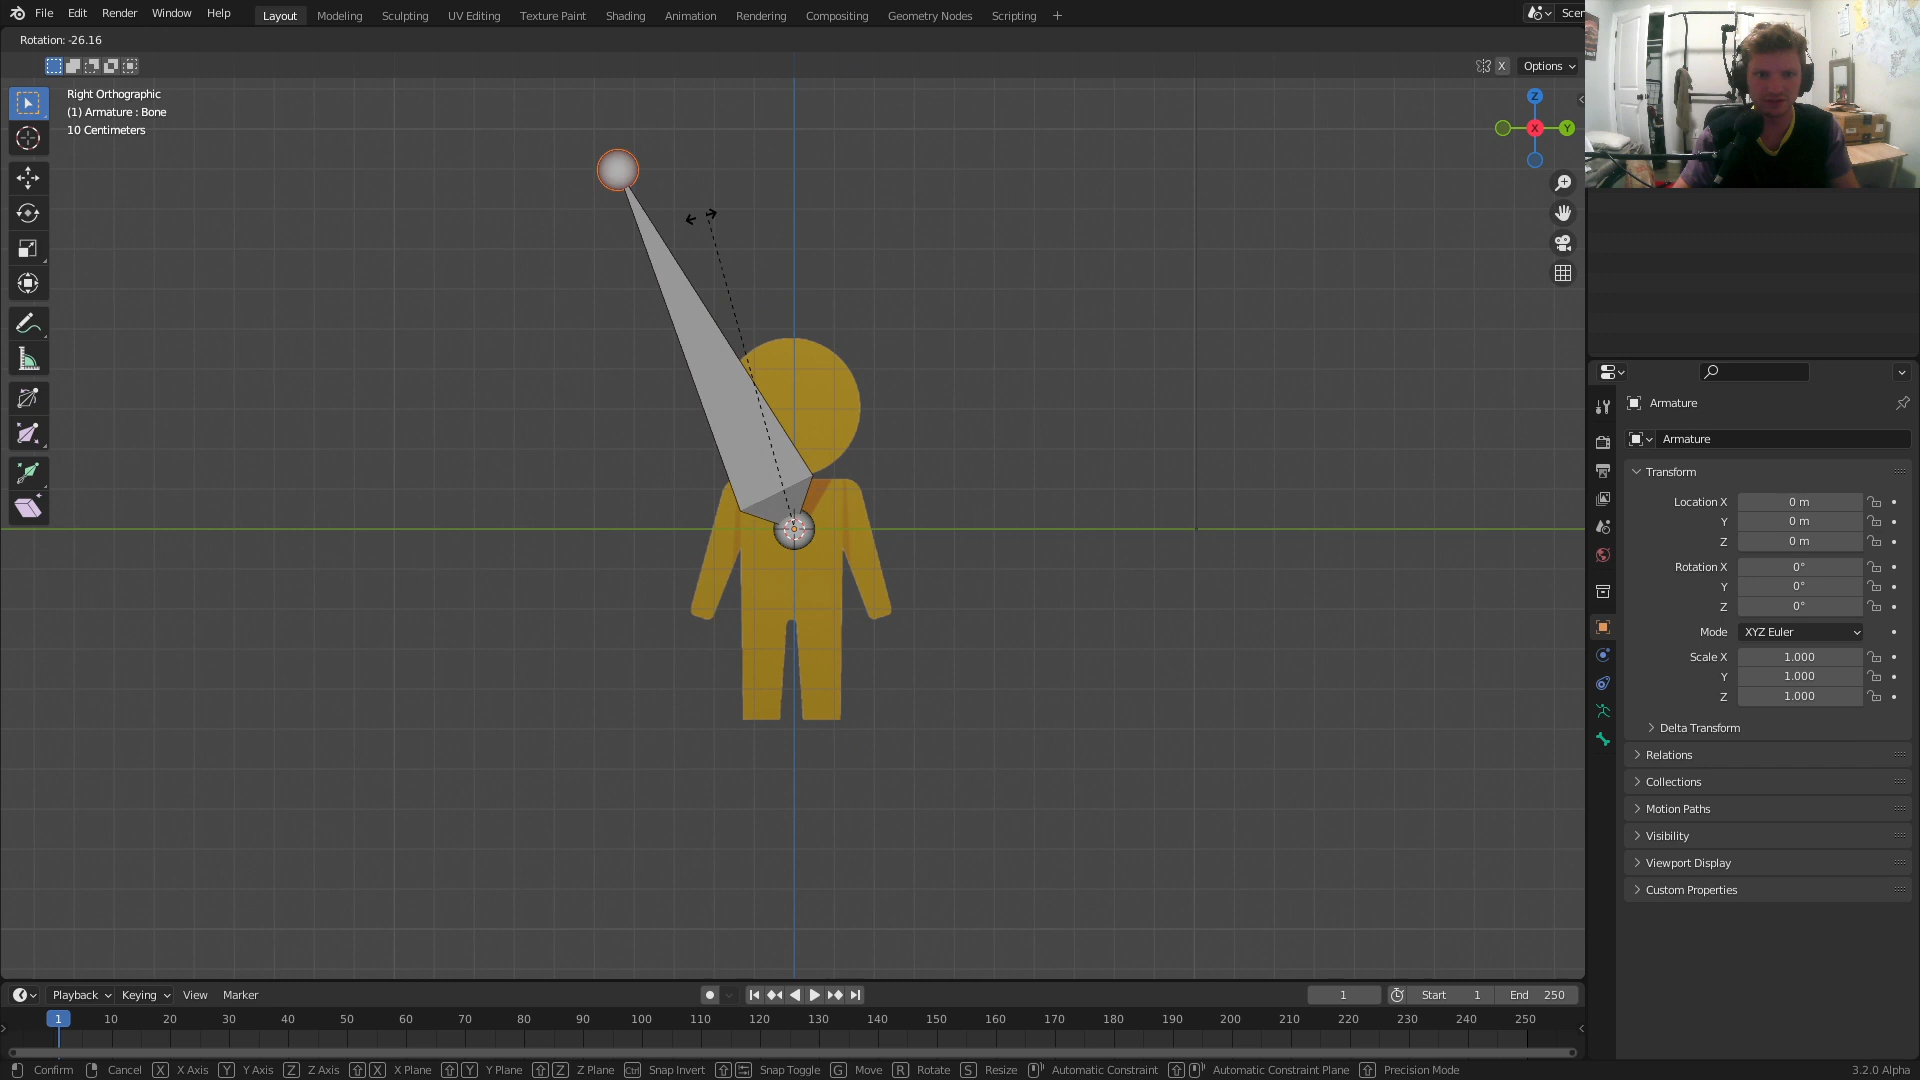 File Edit Render Window Help Layout Modeling Sculpting UV Editing Texture Paint Shading Animation Rendering Compositing Geometry Nodes Scripting + Scer
Rotation: -26.16
X Options
Right Orthographic
(1) Armature : Bone
10 Centimeters
Z
X
Y
Armature
Armature
Transform
Location X 0 m
Y 0 m
Z 0 m
Rotation X 0°
Y 0°
Z 0°
Mode XYZ Euler
Scale X 1.000
Y 1.000
Z 1.000
Delta Transform
Relations
Collections
Motion Paths
Visibility
Viewport Display
Custom Properties
Playback Keying View Marker 1 Start 1 End 250
1 10 20 30 40 50 60 70 80 90 100 110 120 130 140 150 160 170 180 190 200 210 220 230 240 250
Confirm Cancel X X Axis Y Y Axis Z Z Axis X X Plane Y Y Plane Z Z Plane Ctrl Snap Invert Snap Toggle G Move R Rotate S Resize Automatic Constraint Automatic Constraint Plane Precision Mode 3.2.0 Alpha